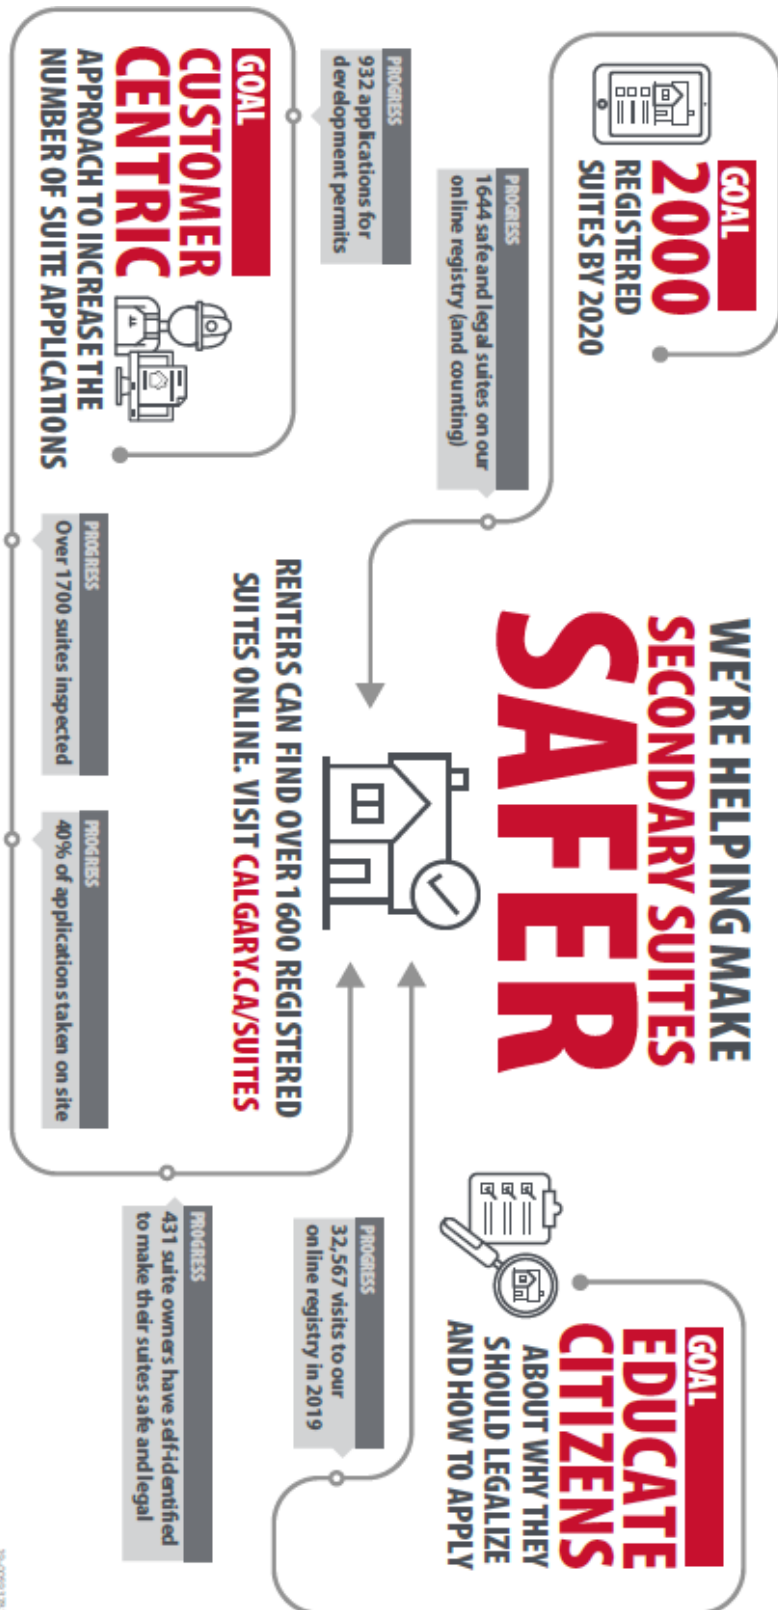 WE'RE HELPING MAKE
SECONDARY SUITES
SAFER
GOAL
2000
REGISTERED
SUITES BY 2020
PROGRESS
1644 safe and legal suites on our
online registry (and counting)
GOAL
CUSTOMER
CENTRIC
APPROACH TO INCREASE THE
NUMBER OF SUITE APPLICATIONS
PROGRESS
932 applications for
development permits
PROGRESS
Over 1700 suites inspected
PROGRESS
40% of applications taken on site
PROGRESS
431 suite owners have self-identified
to make their suites safe and legal
GOAL
EDUCATE
CITIZENS
ABOUT WHY THEY
SHOULD LEGALIZE
AND HOW TO APPLY
PROGRESS
32,567 visits to our
online registry in 2019
RENTERS CAN FIND OVER 1600 REGISTERED
SUITES ONLINE. VISIT CALGARY.CA/SUITES